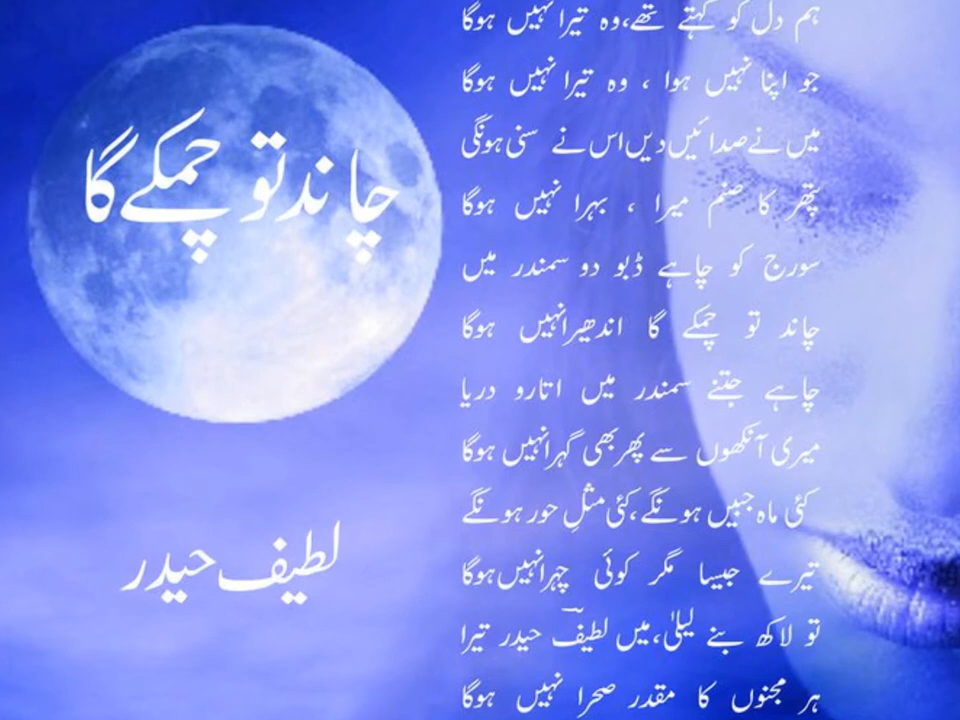 چاند تو چمکے گا
ہم دل کو کہتے تھے،وہ تیرا نہیں ہوگا
جو اپنا نہیں ہوا ، وہ تیرا نہیں ہوگا
میں نے صدائیں دیں اس نے سنی ہونگی
پتھر کا صنم میرا ، بہرا نہیں ہوگا
سورج کو چاہے ڈبو دو سمندر میں
چاند تو چمکے گا اندھیرا نہیں ہوگا
چاہے جتنے سمندر میں اتارو دریا
میری آنکھوں سے پھر بھی گہرا نہیں ہوگا
کئی ماہ جبیں ہونگے،کئی مثلِ حور ہونگے
تیرے جیسا مگر کوئی چہرا نہیں ہوگا
تو لاکھ بنے لیلیٰ،میں لطیفؔ حیدر تیرا
ہر مجنوں کا مقدر صحرا نہیں ہوگا
لطیف حیدر